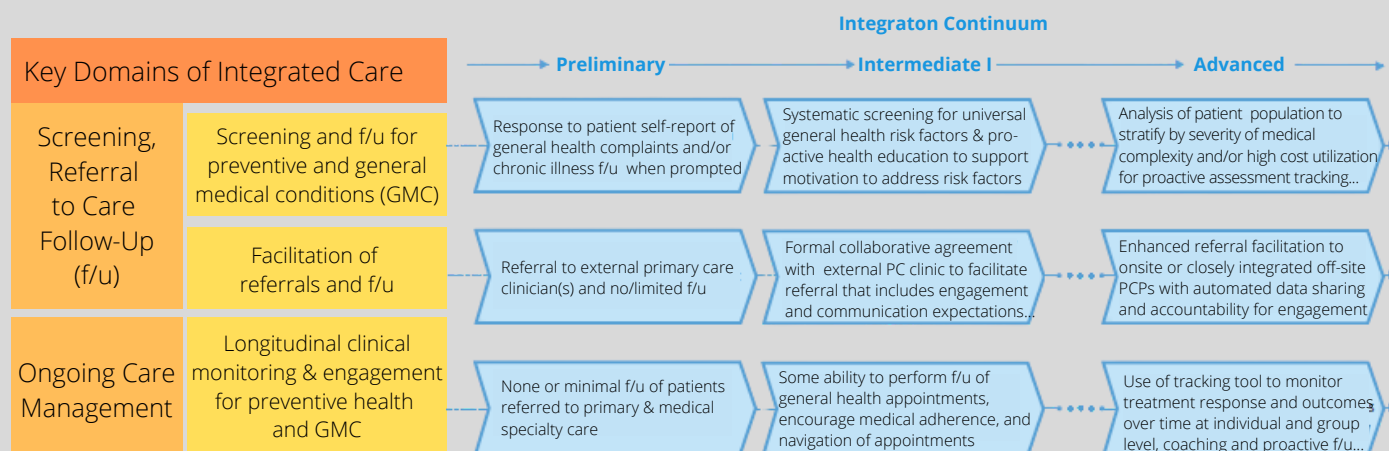 Integraton Continuum
Key Domains of Integrated Care
Preliminary
Intermediate I
Advanced
Screening,
Referral
to Care
Follow-Up
(f/u)
Screening and f/u for
preventive and general
medical conditions (GMC)
Response to patient self-report of
general health complaints and/or
chronic illness f/u when prompted
Systematic screening for universal
general health risk factors & pro-
active health education to support
motivation to address risk factors
Analysis of patient population to
stratify by severity of medical
complexity and/or high cost utilization
for proactive assessment tracking...
Facilitation of
referrals and f/u
Referral to external primary care
clinician(s) and no/limited f/u
Formal collaborative agreement
with external PC clinic to facilitate
referral that includes engagement
and communication expectations...
Enhanced referral facilitation to
onsite or closely integrated off-site
PCPs with automated data sharing
and accountability for engagement
Ongoing Care
Management
Longitudinal clinical
monitoring & engagement
for preventive health
and GMC
None or minimal f/u of patients
referred to primary & medical
specialty care
Some ability to perform f/u of
general health appointments,
encourage medical adherence, and
navigation of appointments
Use of tracking tool to monitor
treatment response and outcomes
over time at individual and group
level, coaching and proactive f/u...